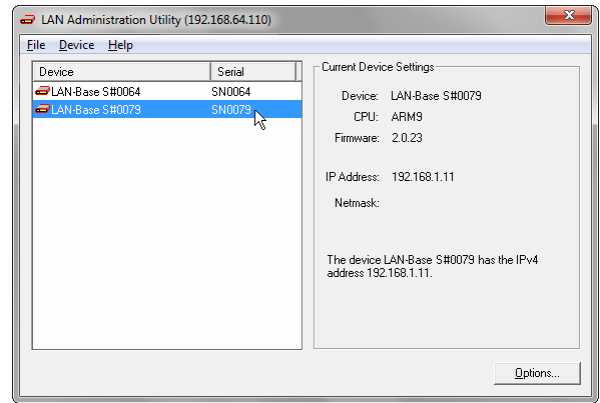 LAN Administration Utility (192.168.64.110)
File Device Help
Device Serial
LAN-Base S#0064 SN0064
LAN-Base S#0079 SN0079
Current Device Settings
Device: LAN-Base S#0079
CPU: ARM9
Firmware: 2.0.23
IP Address: 192.168.1.11
Netmask:
The device LAN-Base S#0079 has the IPv4
address 192.168.1.11.
Options...